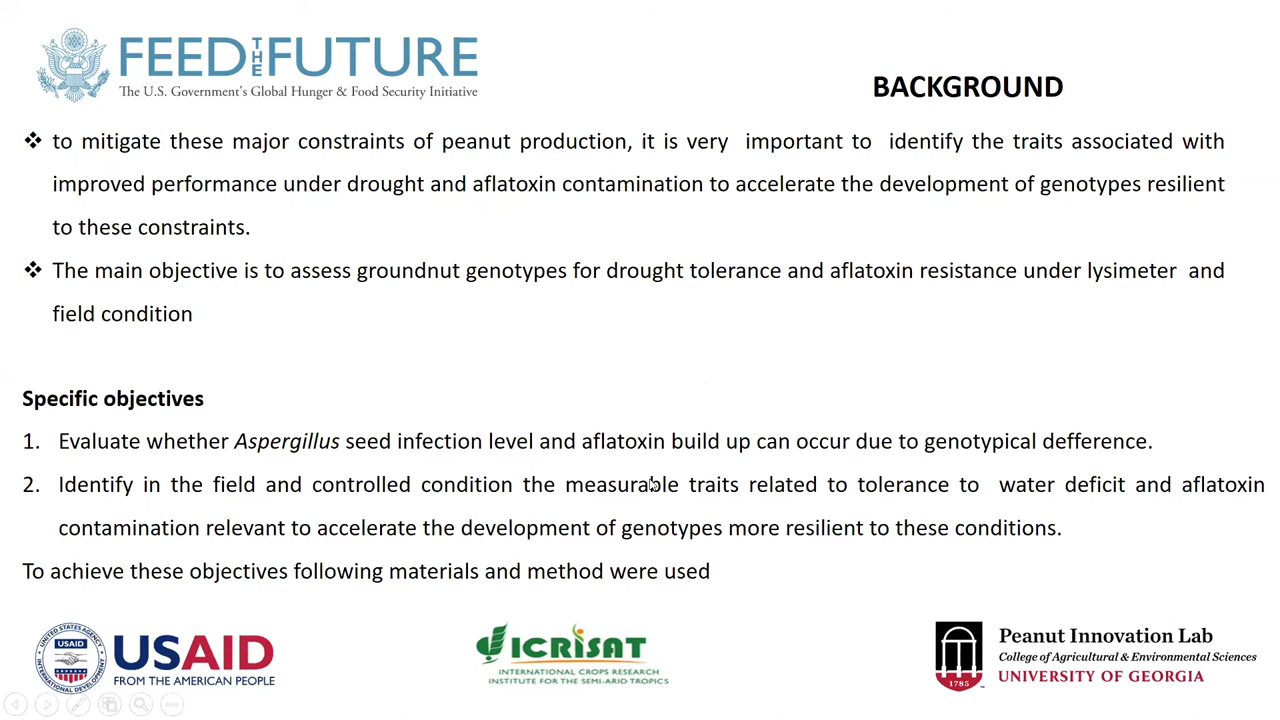 FEED THE FUTURE
The U.S. Government's Global Hunger & Food Security Initiative
BACKGROUND
❖ to mitigate these major constraints of peanut production, it is very important to identify the traits associated with
improved performance under drought and aflatoxin contamination to accelerate the development of genotypes resilient
to these constraints.
❖ The main objective is to assess groundnut genotypes for drought tolerance and aflatoxin resistance under lysimeter and
field condition
Specific objectives
1. Evaluate whether Aspergillus seed infection level and aflatoxin build up can occur due to genotypical defference.
2. Identify in the field and controlled condition the measurable traits related to tolerance to water deficit and aflatoxin
contamination relevant to accelerate the development of genotypes more resilient to these conditions.
To achieve these objectives following materials and method were used
UNITED STATES AGENCY
USAID
INTERNATIONAL DEVELOPMENT
USAID
FROM THE AMERICAN PEOPLE
ICRISAT
INTERNATIONAL CROPS RESEARCH
INSTITUTE FOR THE SEMI-ARID TROPICS
1785
Peanut Innovation Lab
College of Agricultural & Environmental Sciences
UNIVERSITY OF GEORGIA